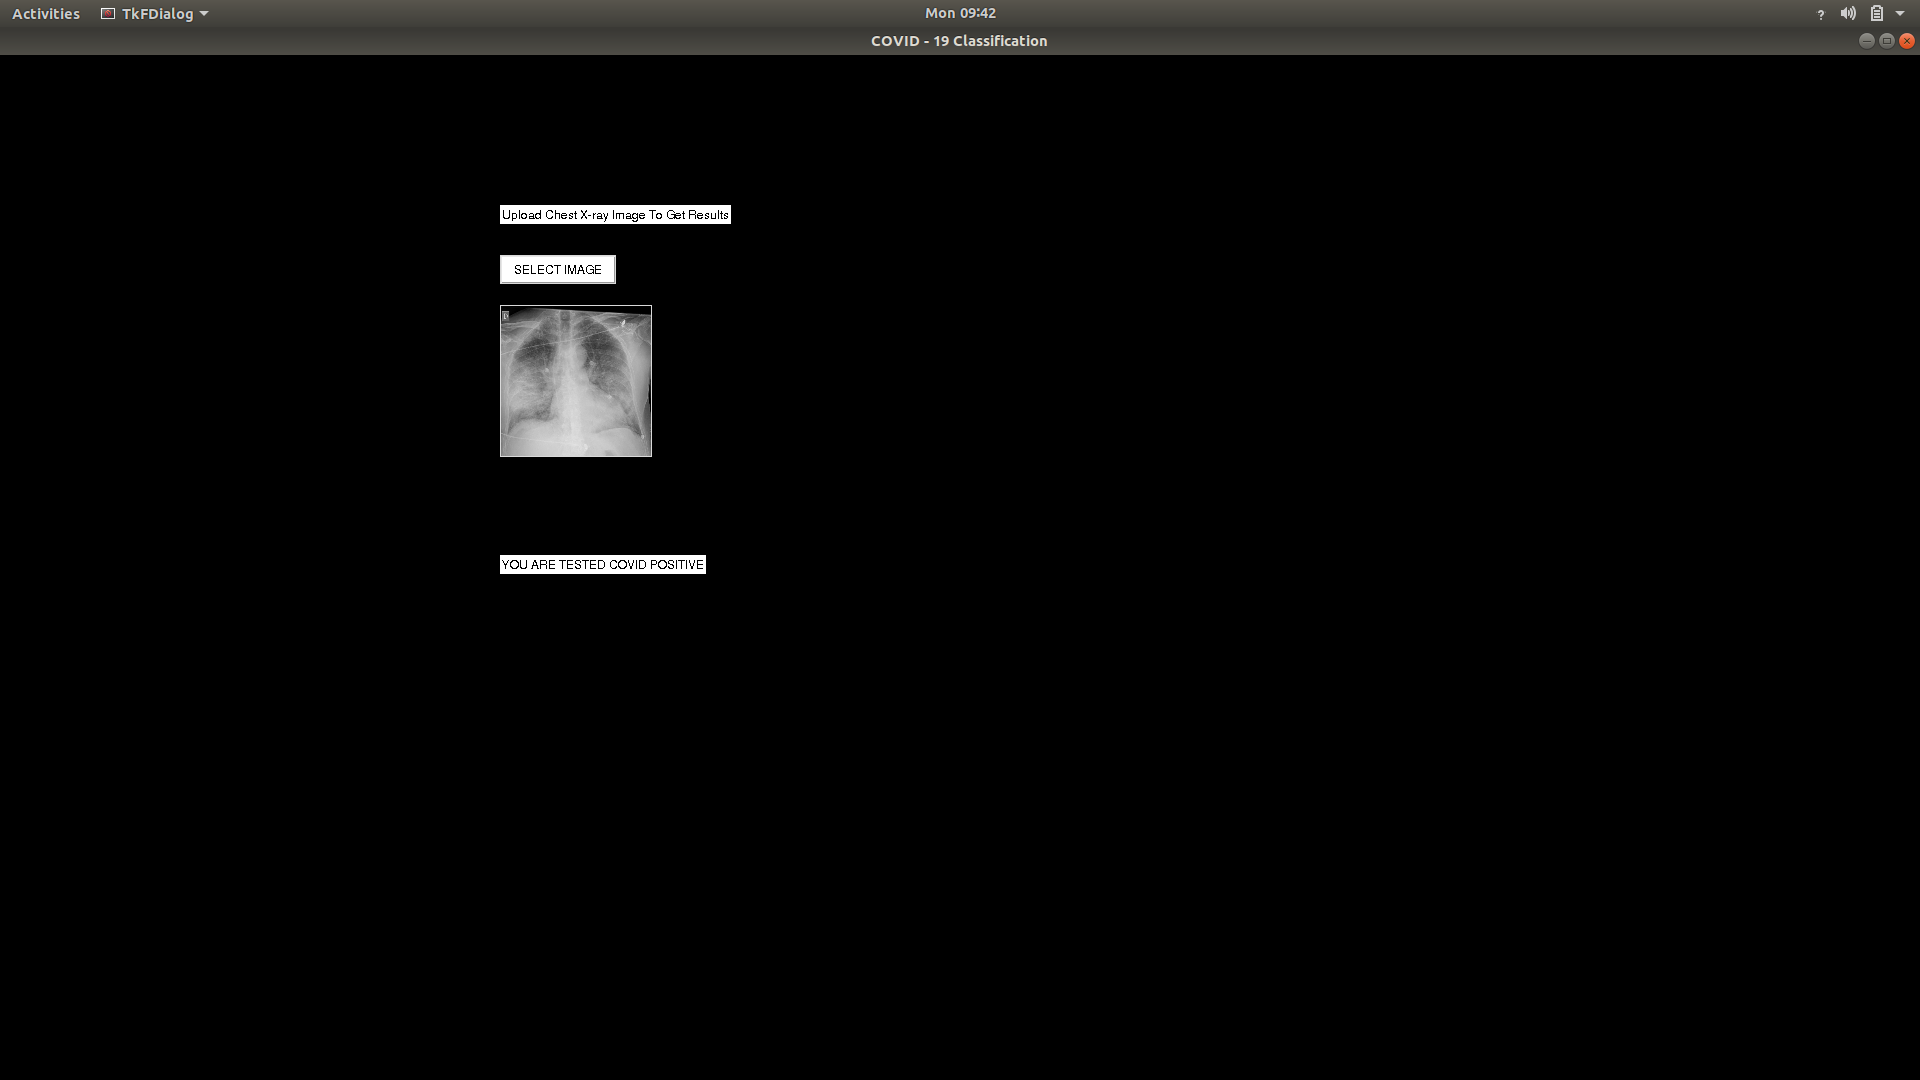 Activities TkFDialog Mon 09:42 ?
COVID - 19 Classification
Upload Chest X-ray Image To Get Results
SELECT IMAGE
YOU ARE TESTED COVID POSITIVE